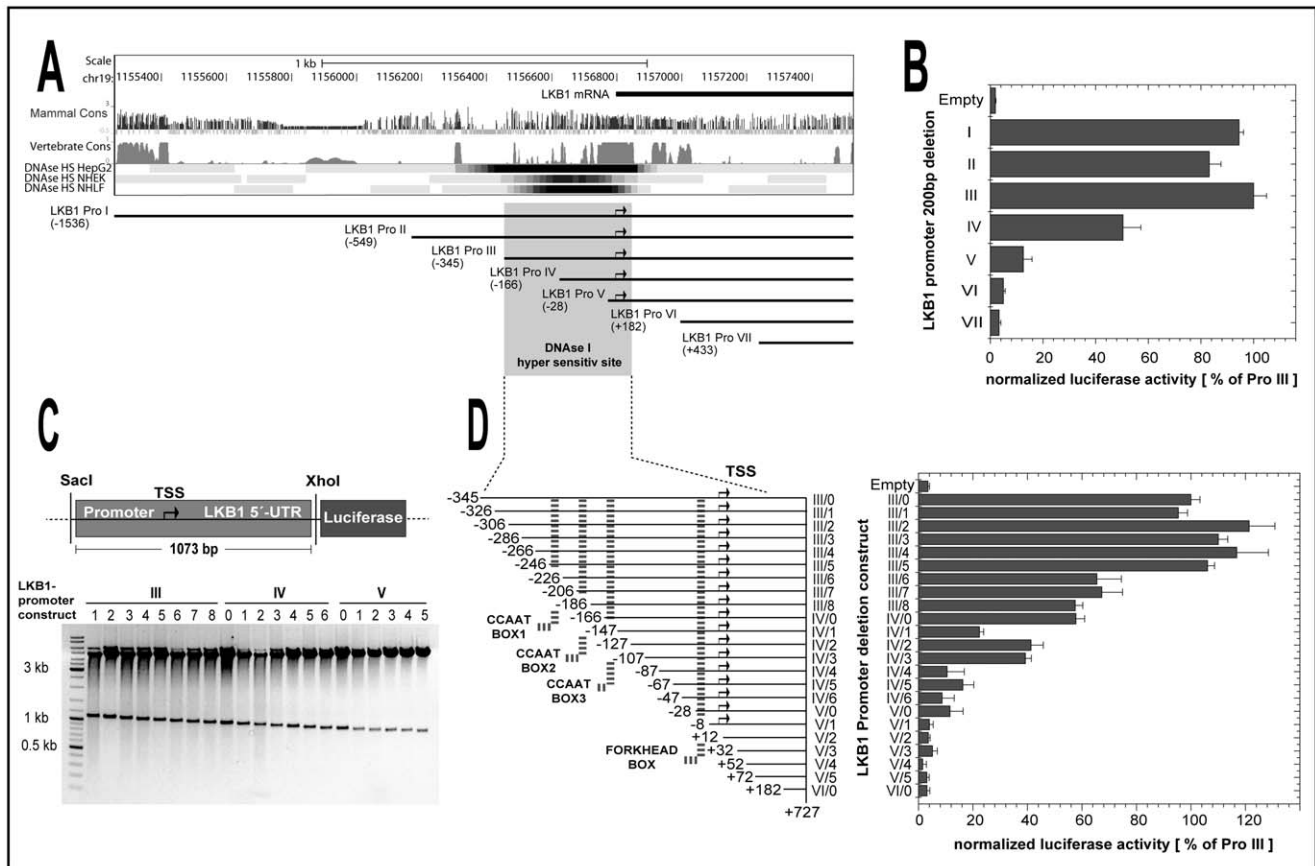 A
Scale
1 kb
chr19:
1155400
1155600
1155800
1156000
1156200
1156400
1156600
1156800
1157000
1157200
1157400
LKB1 mRNA
3
Mammal Cons
Vertebrate Cons
DNAse HS HepG2
DNAse HS NHEK
DNAse HS NHLF
LKB1 Pro I
(-1536)
LKB1 Pro II
(-549)
LKB1 Pro III
(-345)
LKB1 Pro IV
(-166)
LKB1 Pro V
(-28)
LKB1 Pro VI
(+182)
LKB1 Pro VII
(+433)
DNAse I
hyper sensitiv site
B
LKB1 promoter 200bp deletion
Empty
I
II
III
IV
V
VI
VII
0 20 40 60 80 100
normalized luciferase activity [ % of Pro III ]
C
SacI
TSS
XhoI
Promoter
LKB1 5´-UTR
Luciferase
1073 bp
LKB1-
promoter
construct
III IV V
1 2 3 4 5 6 7 8 0 1 2 3 4 5 6 0 1 2 3 4 5
3 kb
1 kb
0.5 kb
D
TSS
-345 III/0
-326 III/1
-306 III/2
-286 III/3
-266 III/4
-246 III/5
-226 III/6
-206 III/7
-186 III/8
-166 IV/0
-147 IV/1
-127 IV/2
-107 IV/3
-87 IV/4
-67 IV/5
-47 IV/6
-28 V/0
-8 V/1
+12 V/2
+32 V/3
+52 V/4
+72 V/5
+182 VI/0
+727
CCAAT
BOX1
CCAAT
BOX2
CCAAT
BOX3
FORKHEAD
BOX
LKB1 Promoter deletion construct
Empty
III/0
III/1
III/2
III/3
III/4
III/5
III/6
III/7
III/8
IV/0
IV/1
IV/2
IV/3
IV/4
IV/5
IV/6
V/0
V/1
V/2
V/3
V/4
V/5
VI/0
0 20 40 60 80 100 120
normalized luciferase activity [ % of Pro III ]